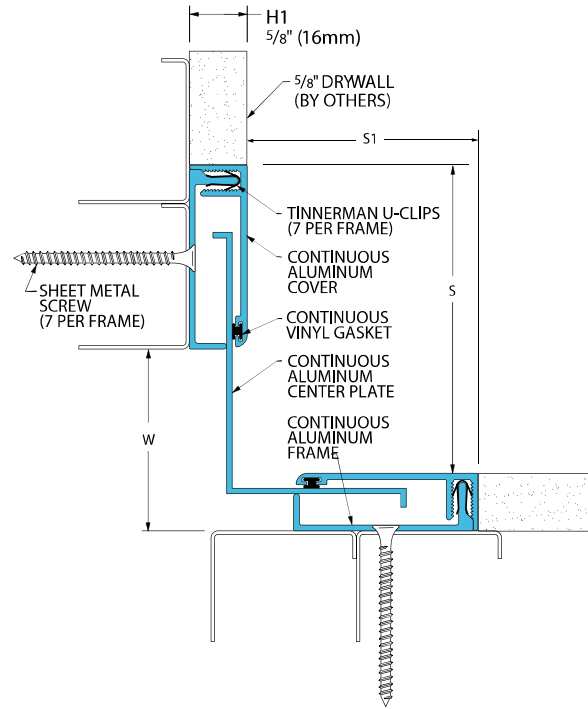 H1
5/8" (16mm)
5/8" DRYWALL
(BY OTHERS)
S1
TINNERMAN U-CLIPS
(7 PER FRAME)
CONTINUOUS
ALUMINUM
COVER
S
SHEET METAL
SCREW
(7 PER FRAME)
CONTINUOUS
VINYL GASKET
CONTINUOUS
ALUMINUM
CENTER PLATE
W
CONTINUOUS
ALUMINUM
FRAME